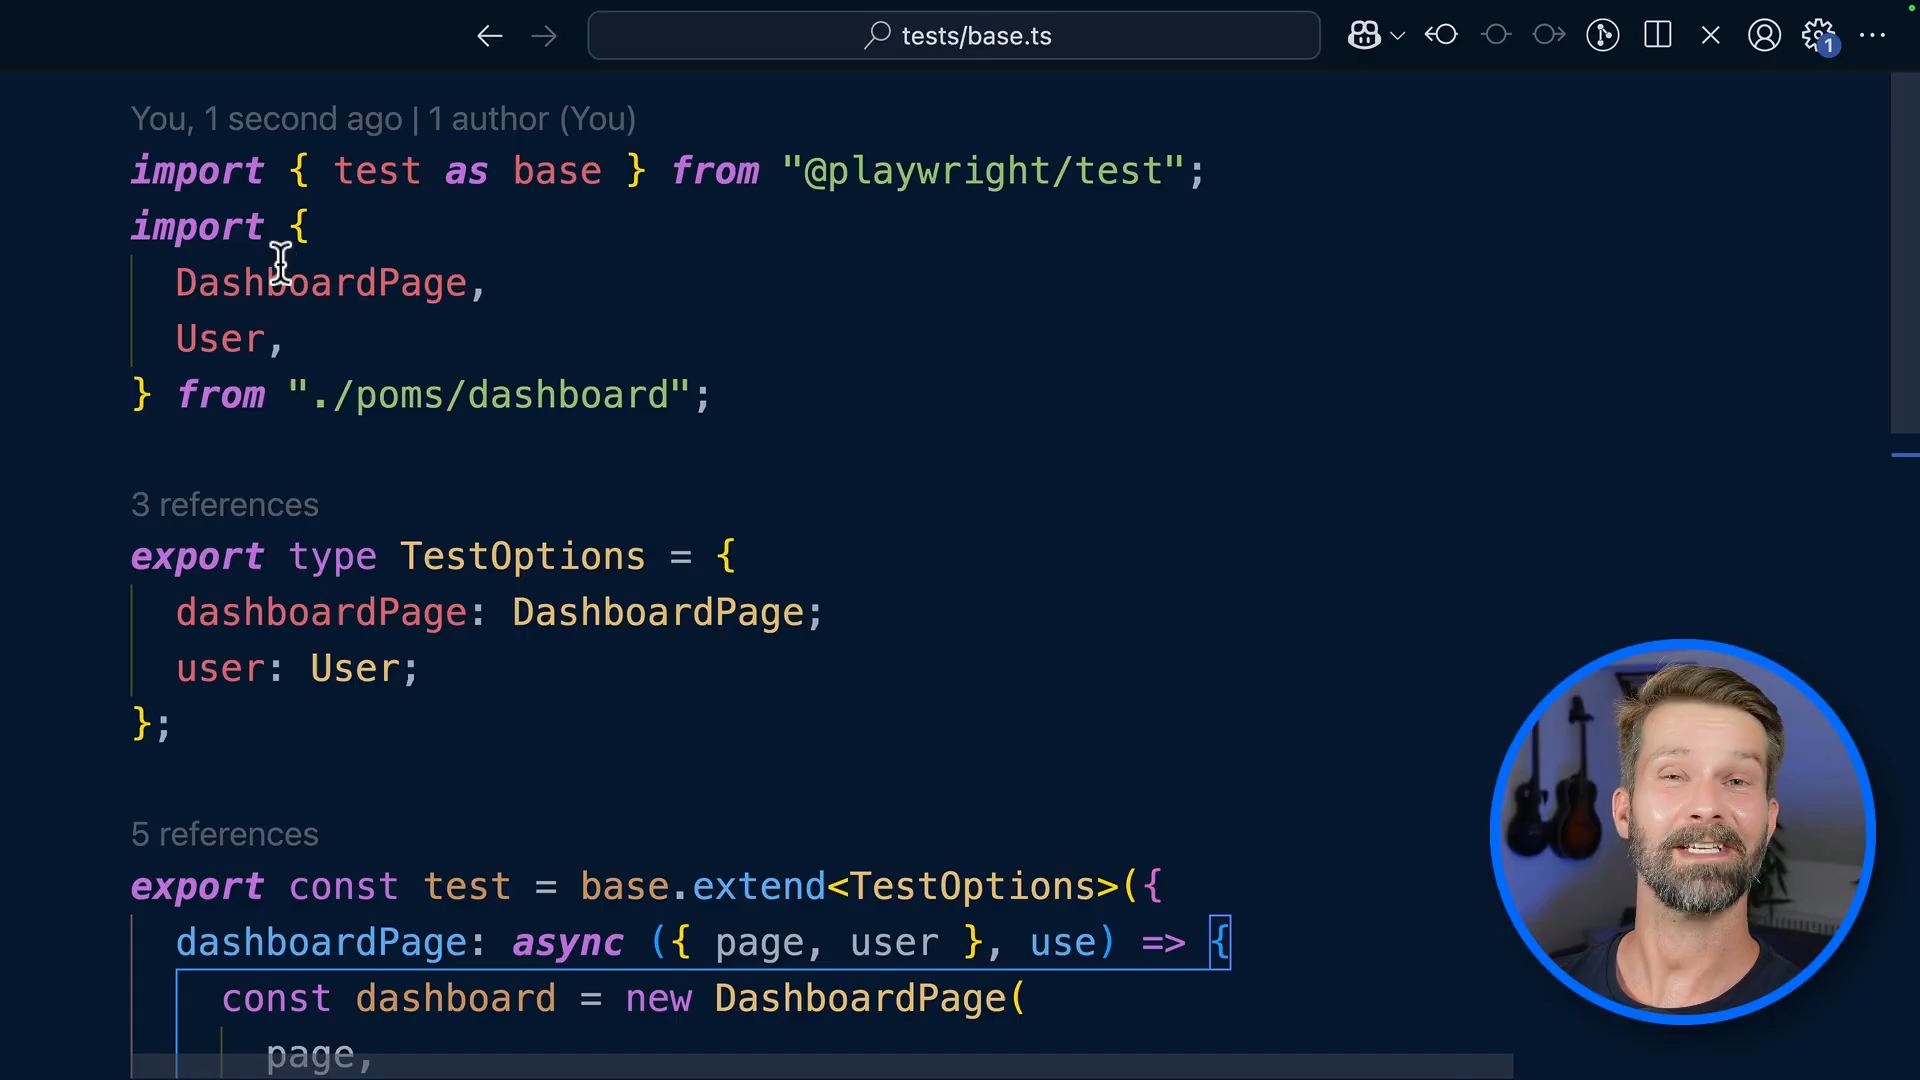 tests/base.ts
1
You, 1 second ago | 1 author (You)
import { test as base } from "@playwright/test";
import {
DashboardPage,
User,
} from "./poms/dashboard";
3 references
export type TestOptions = {
dashboardPage: DashboardPage;
user: User;
};
5 references
export const test = base.extend<TestOptions>({
dashboardPage: async ({ page, user }, use) => {
const dashboard = new DashboardPage(
page,